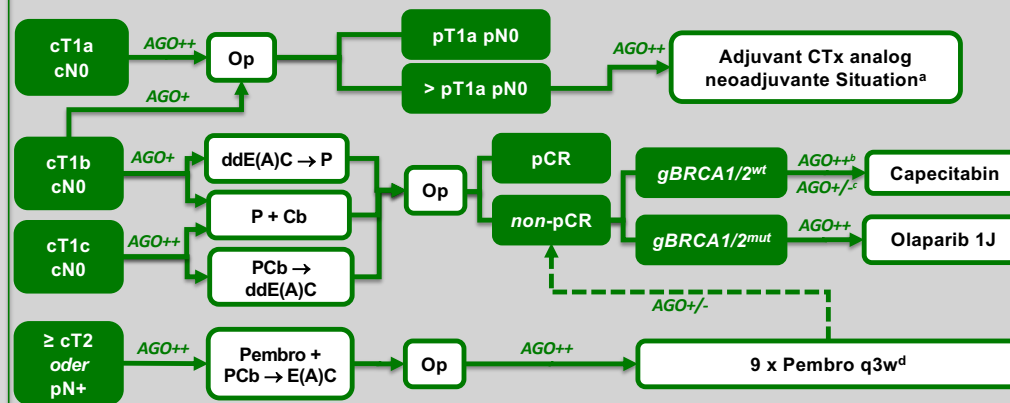 cT1a
cN0
AGO++
Op
pT1a pN0
> pT1a pN0
AGO++
Adjuvant CTx analog
neoadjuvante Situationᵃ
AGO+
cT1b
cN0
AGO+
ddE(A)C → P
P + Cb
cT1c
cN0
AGO++
PCb →
ddE(A)C
Op
pCR
non-pCR
gBRCA1/2ʷᵗ
AGO++ᵇ
AGO+/-ᶜ
Capecitabin
gBRCA1/2ᵐᵘᵗ
AGO++
Olaparib 1J
AGO+/-
≥ cT2
oder
pN+
AGO++
Pembro +
PCb → E(A)C
Op
AGO++
9 x Pembro q3wᵈ